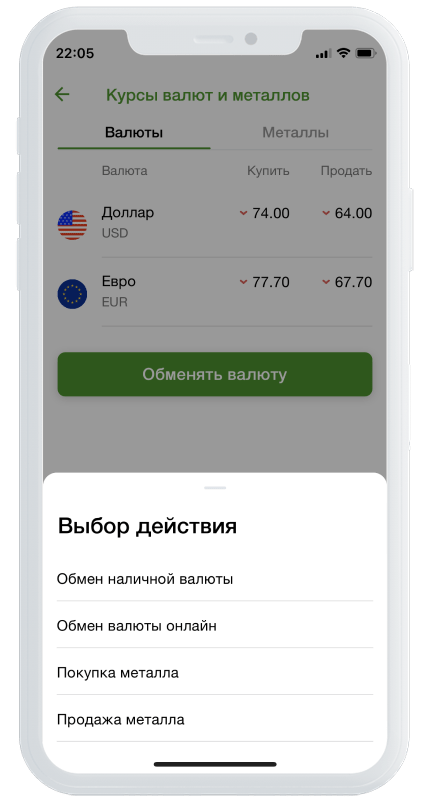 22:05
Курсы валют и металлов
Валюты Металлы
Валюта Купить Продать
Доллар 74.00 64.00
USD
Евро 77.70 67.70
EUR
Обменять валюту
Выбор действия
Обмен наличной валюты
Обмен валюты онлайн
Покупка металла
Продажа металла